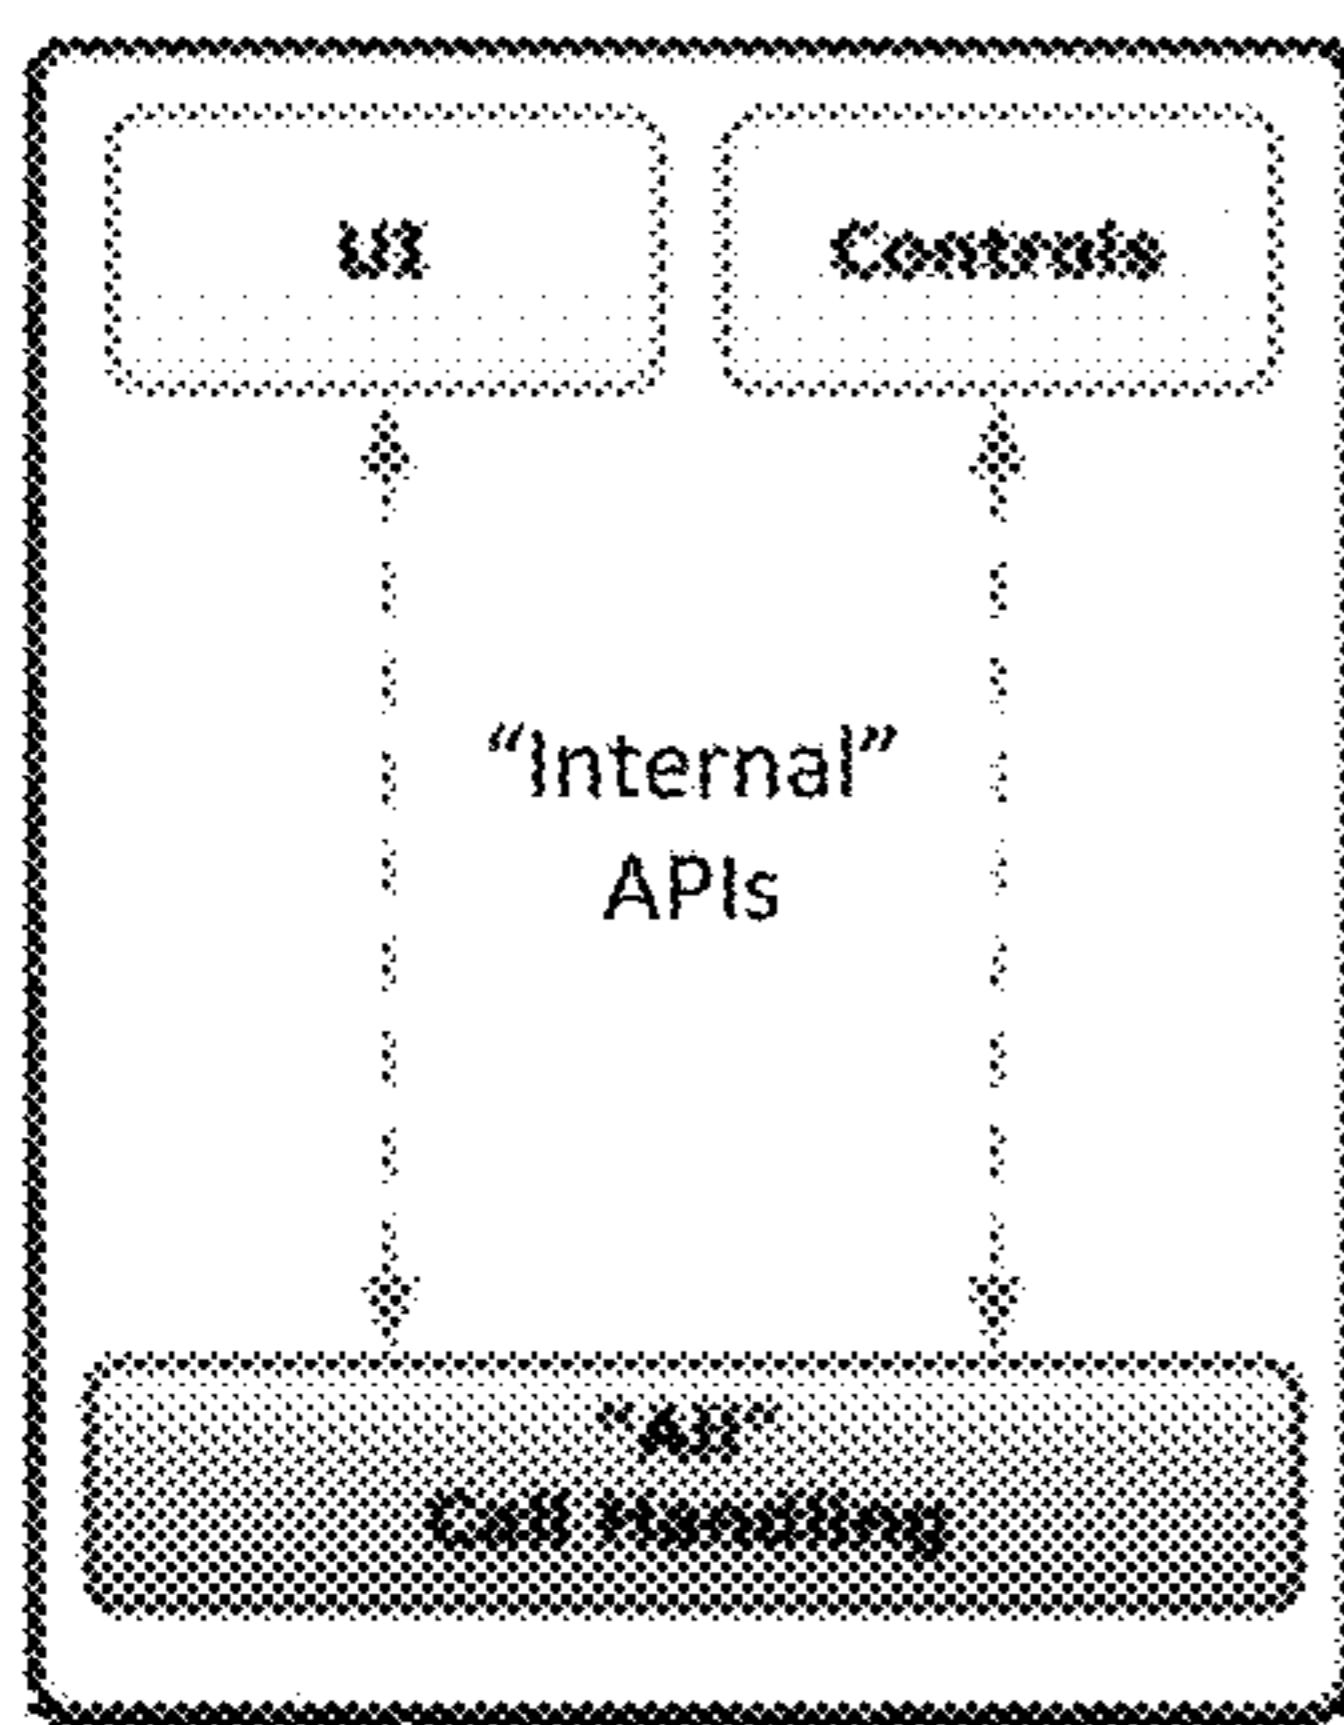 UI
Controls
“Internal”
APIs
“All”
Call Handling